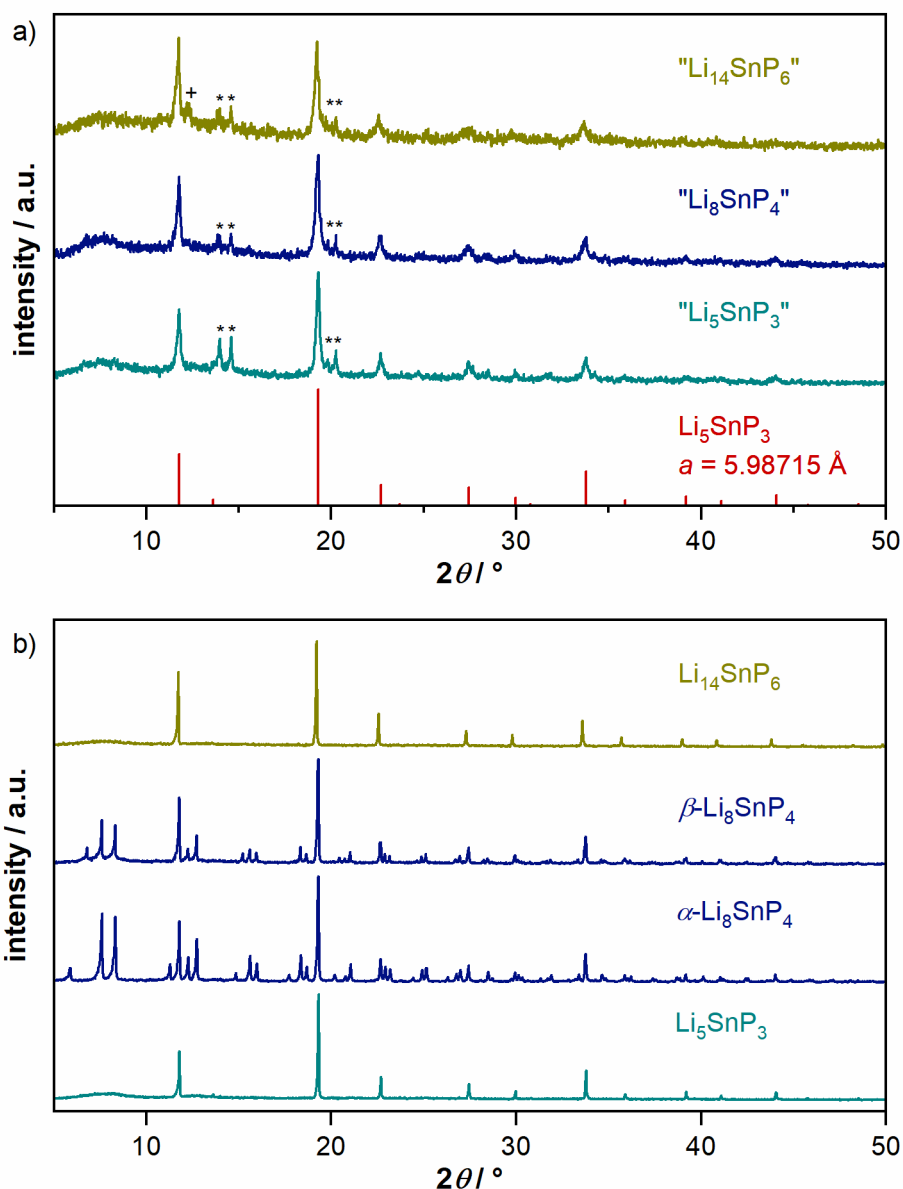 a)
"Li₁₄SnP₆"
+
** **
"Li₈SnP₄"
** **
"Li₅SnP₃"
** **
Li₅SnP₃
a = 5.98715 Å
intensity / a.u.
10 20 30 40 50
2θ / °
b)
Li₁₄SnP₆
β-Li₈SnP₄
α-Li₈SnP₄
Li₅SnP₃
intensity / a.u.
10 20 30 40 50
2θ / °